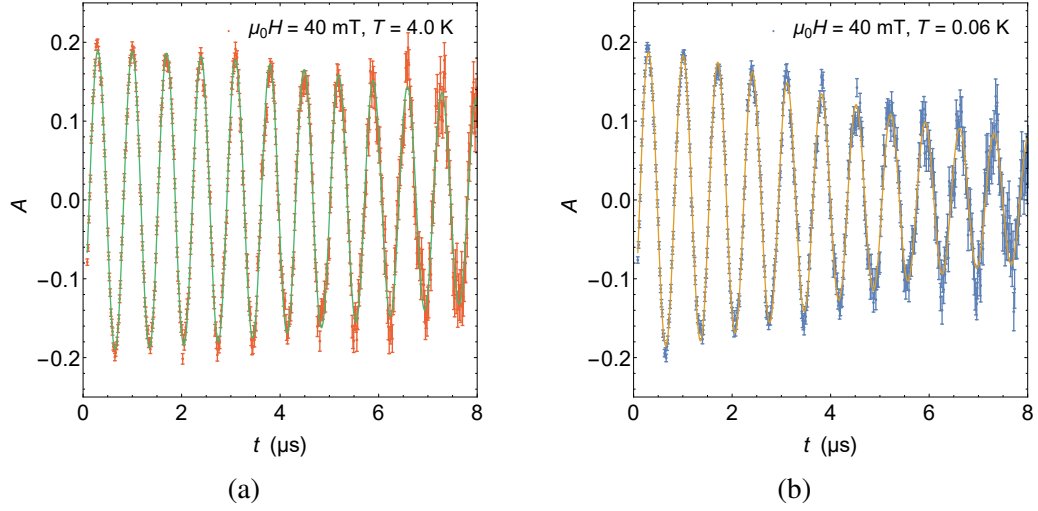 μ₀H = 40 mT, T = 4.0 K
0.2
0.1
0.0
−0.1
−0.2
A
0 2 4 6 8
t (μs)
(a)
μ₀H = 40 mT, T = 0.06 K
0.2
0.1
0.0
−0.1
−0.2
A
0 2 4 6 8
t (μs)
(b)